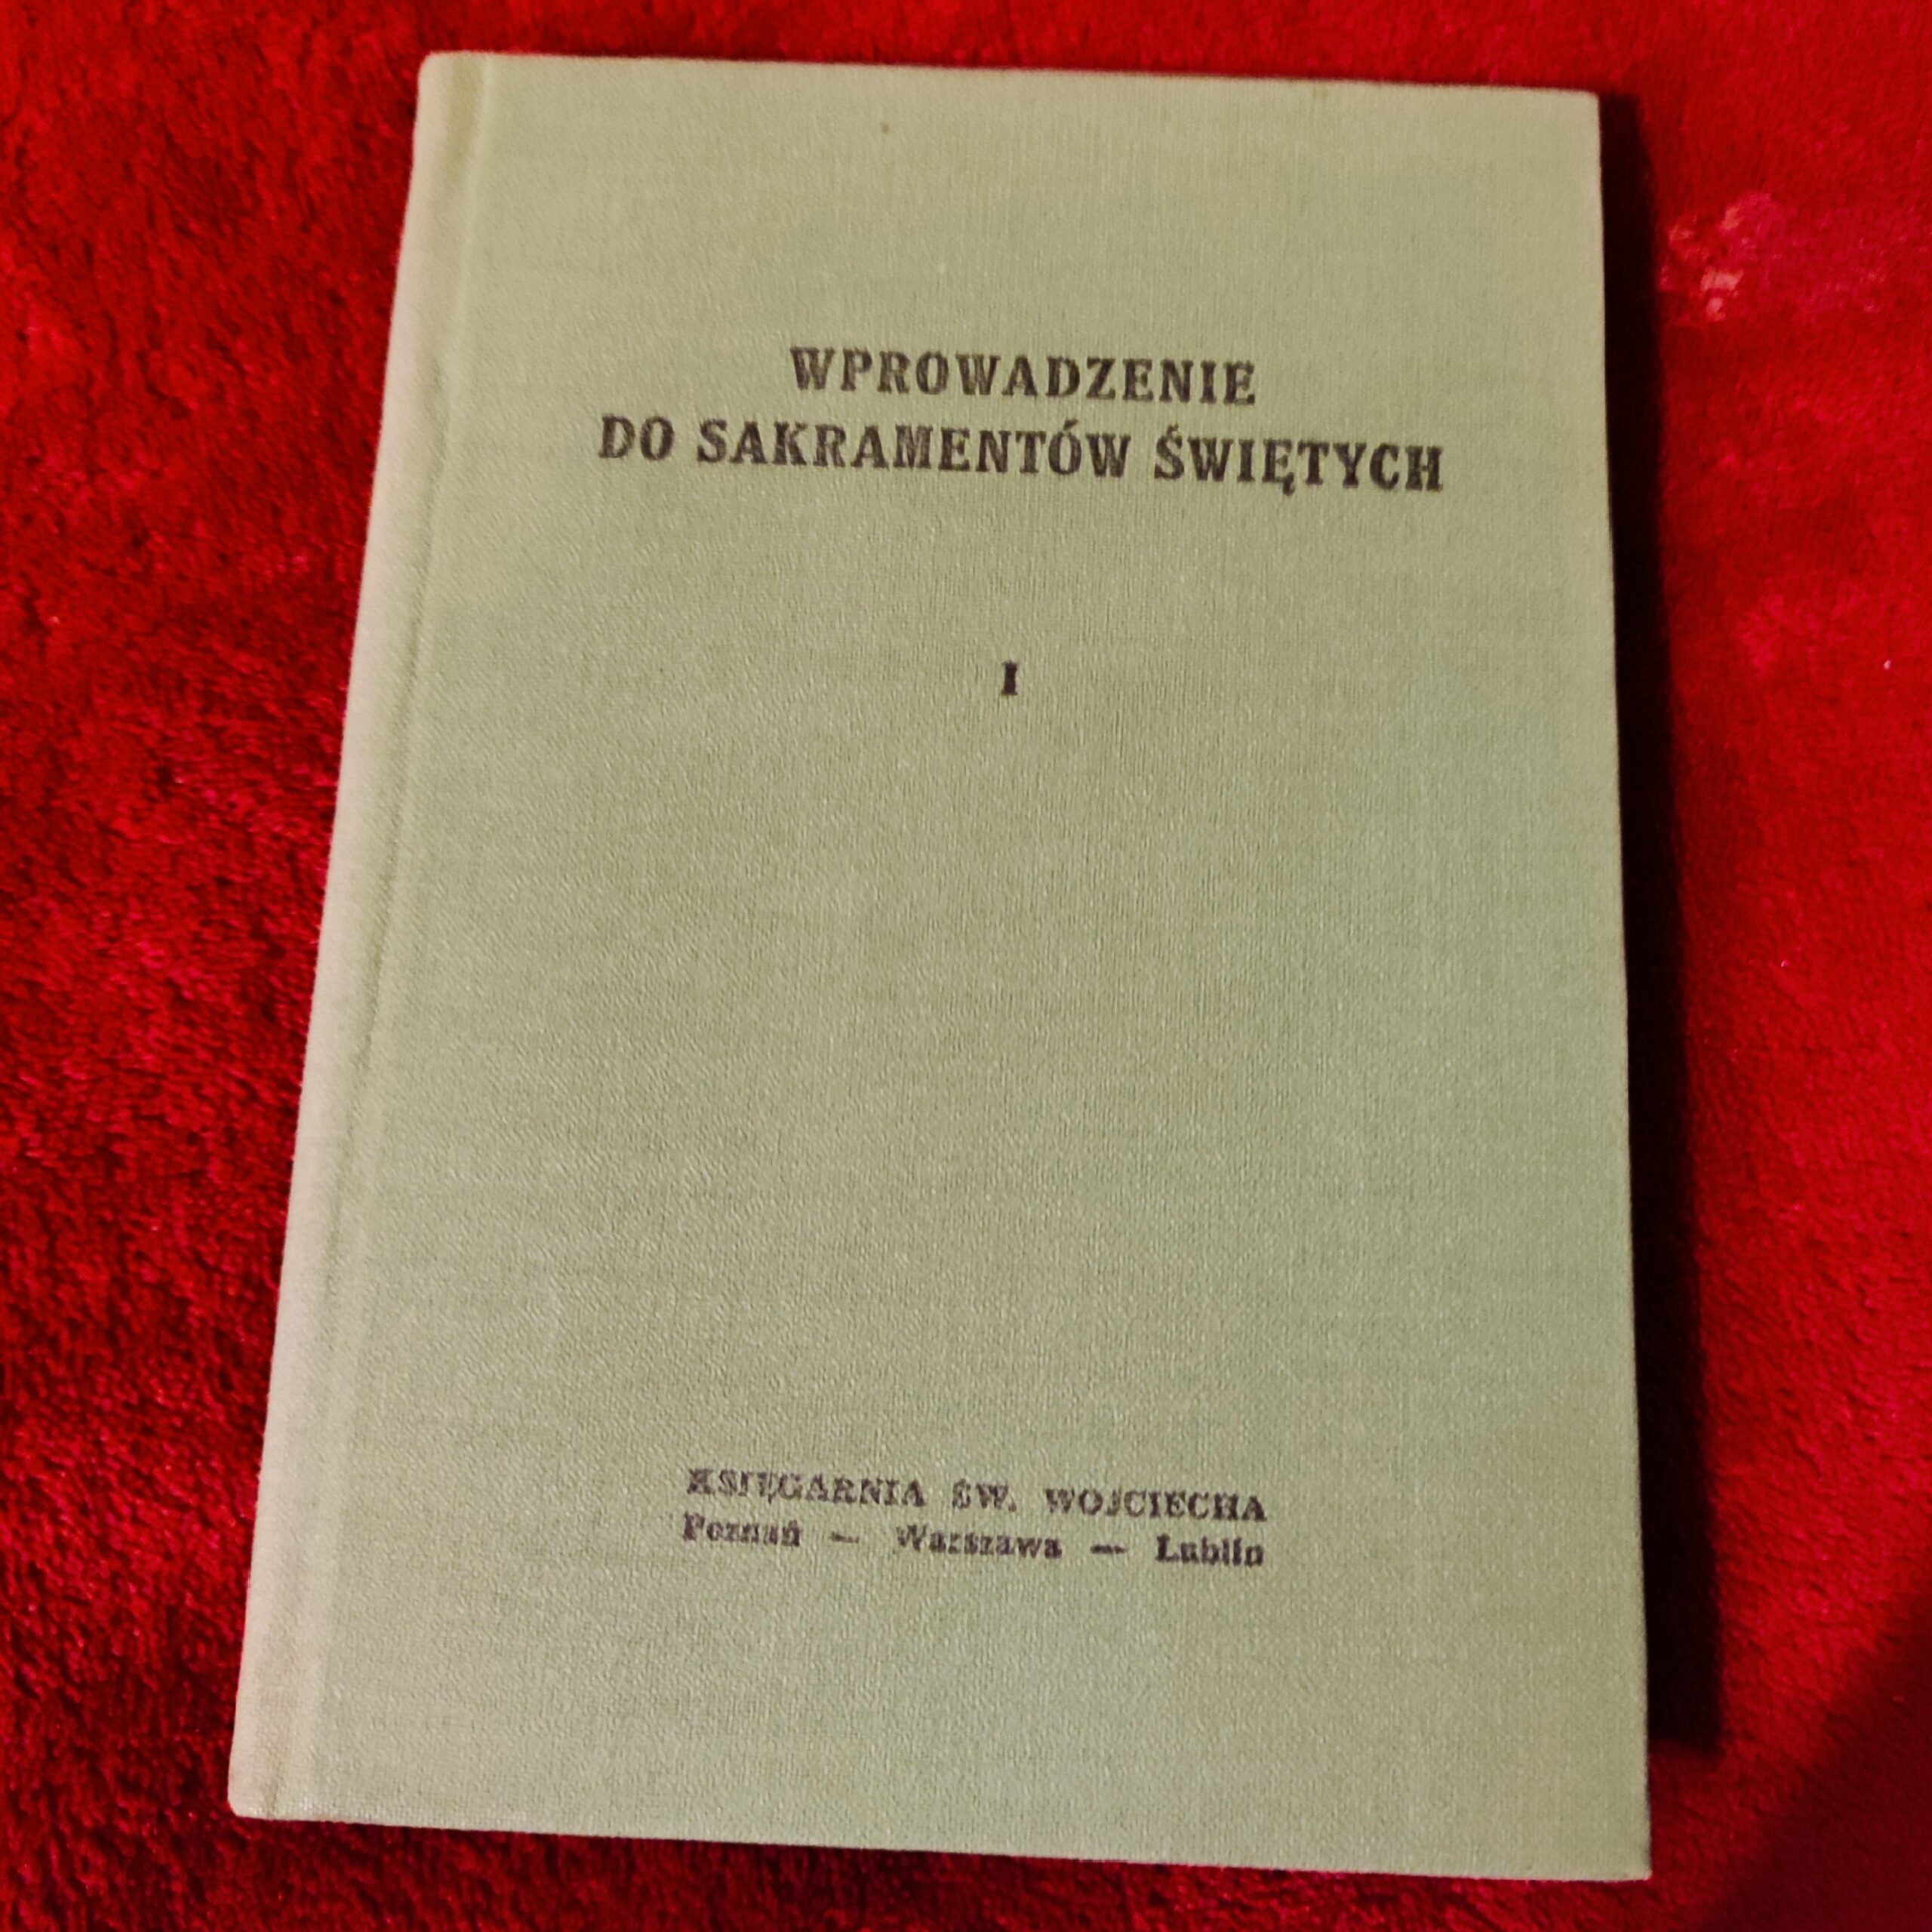 WPROWADZENIE
DO SAKRAMENTÓW ŚWIĘTYCH
I
KSIĘGARNIA ŚW. WOJCIECHA
Poznań — Warszawa — Lublin